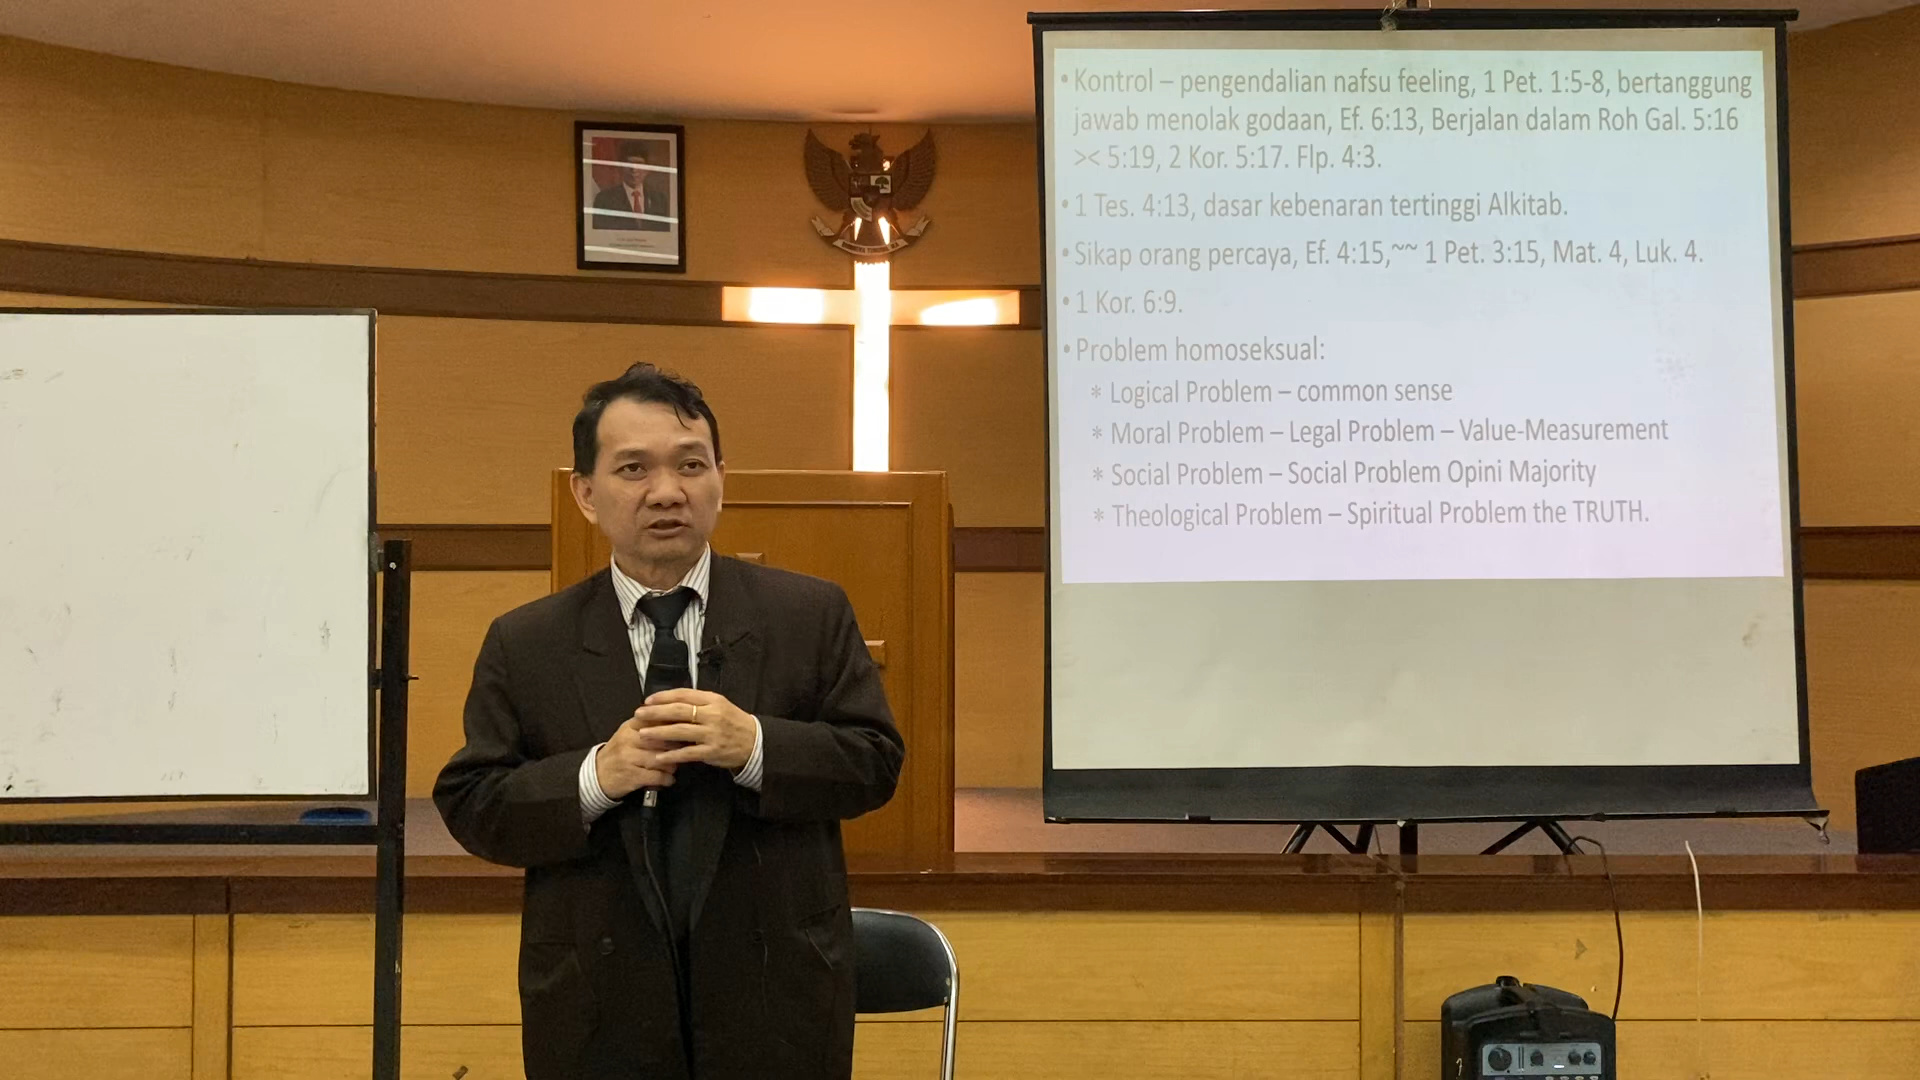 • Kontrol – pengendalian nafsu feeling, 1 Pet. 1:5-8, bertanggung
jawab menolak godaan, Ef. 6:13, Berjalan dalam Roh Gal. 5:16
>< 5:19, 2 Kor. 5:17. Flp. 4:3.
• 1 Tes. 4:13, dasar kebenaran tertinggi Alkitab.
• Sikap orang percaya, Ef. 4:15,~~ 1 Pet. 3:15, Mat. 4, Luk. 4.
• 1 Kor. 6:9.
• Problem homoseksual:
* Logical Problem – common sense
* Moral Problem – Legal Problem – Value-Measurement
* Social Problem – Social Problem Opini Majority
* Theological Problem – Spiritual Problem the TRUTH.